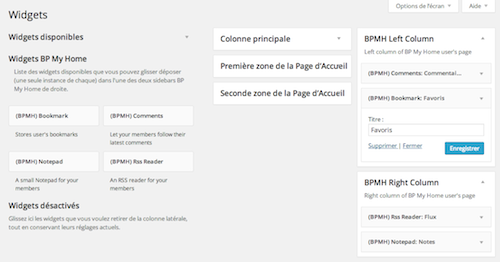 Options de l'écran
Aide
Widgets
Widgets disponibles
Widgets BP My Home
Liste des widgets disponibles que vous pouvez glisser déposer
(une seule instance de chaque) dans l'une des deux sidebars BP
My Home de droite.
(BPMH) Bookmark
Stores user's bookmarks
(BPMH) Comments
Let your members follow their
latest comments
(BPMH) Notepad
A small Notepad for your
members
(BPMH) Rss Reader
An RSS reader for your
members
Widgets désactivés
Glissez ici les widgets que vous voulez retirer de la colonne latérale,
tout en conservant leurs réglages actuels.
Colonne principale
Première zone de la Page d'Accueil
Seconde zone de la Page d'Accueil
BPMH Left Column
Left column of BP My Home user's page
(BPMH) Comments: Commentai...
(BPMH) Bookmark: Favoris
Titre :
Favoris
Supprimer | Fermer
Enregistrer
BPMH Right Column
Right column of BP My Home user's page
(BPMH) Rss Reader: Flux
(BPMH) Notepad: Notes